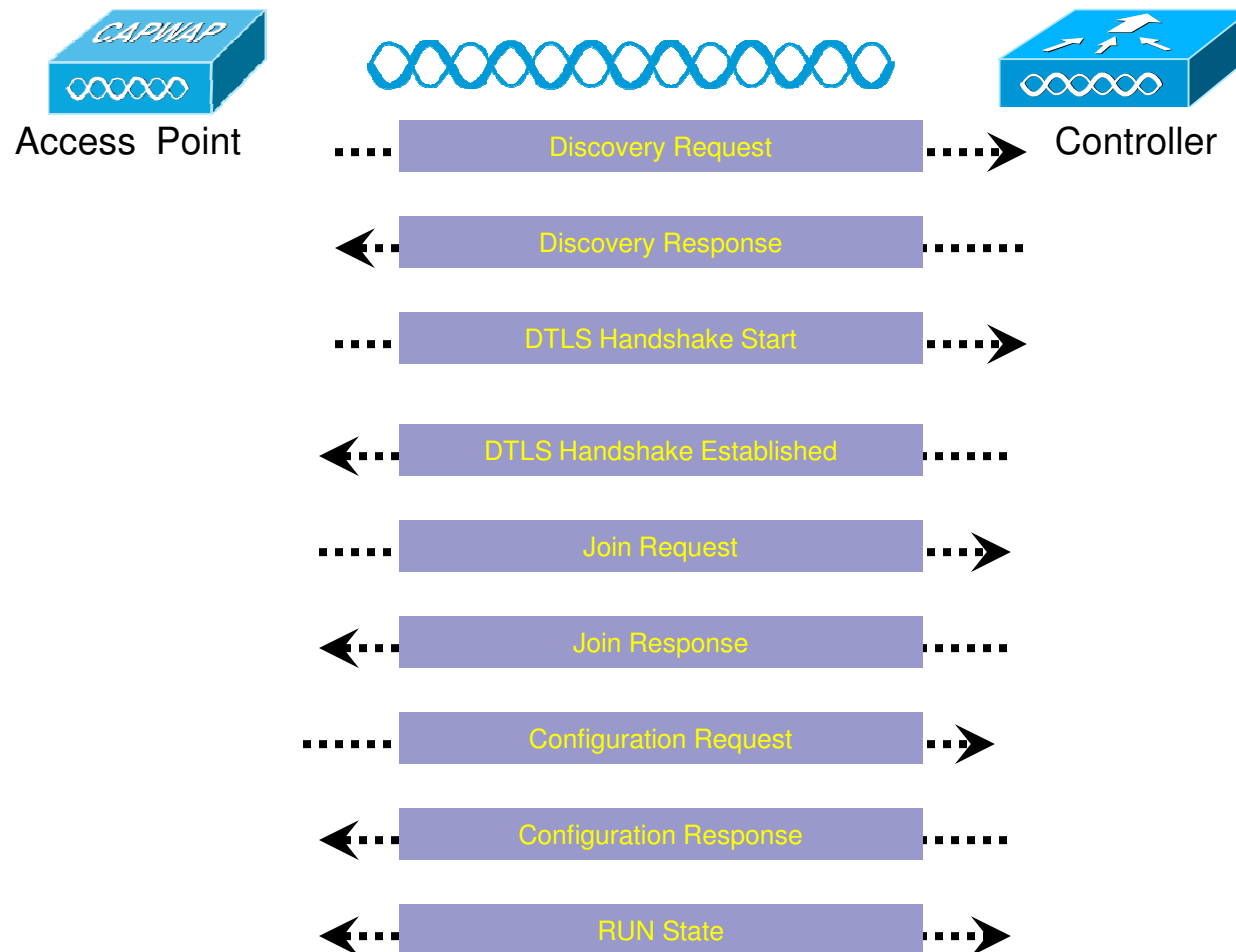 CAPWAP
Access Point
Controller
Discovery Request
Discovery Response
DTLS Handshake Start
DTLS Handshake Established
Join Request
Join Response
Configuration Request
Configuration Response
RUN State